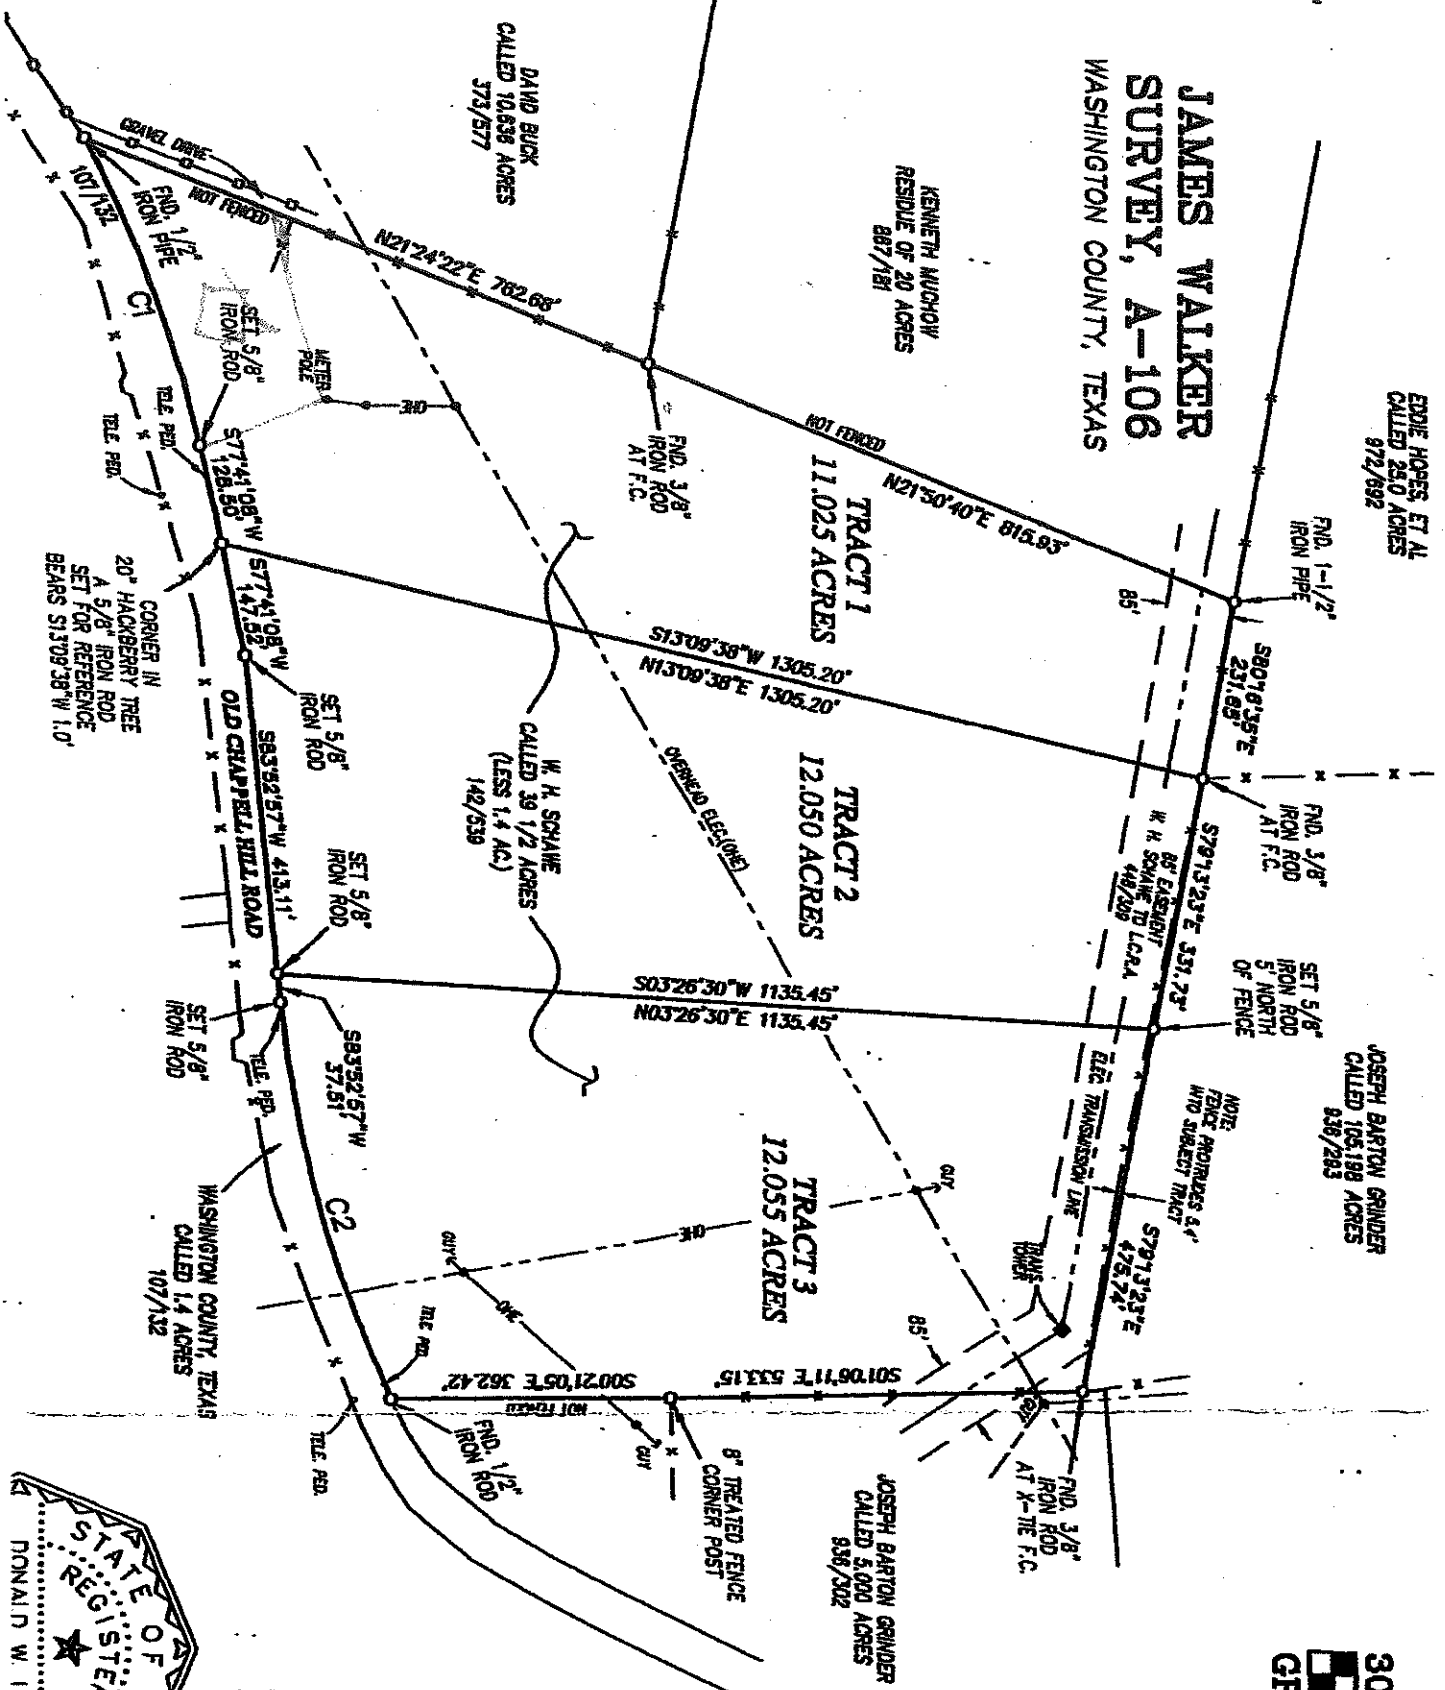 JAMES WALKER
SURVEY, A-106
WASHINGTON COUNTY, TEXAS
EDDIE HOPES, ET AL
CALLED 25.0 ACRES
972/692
KENNETH MUCHOW
RESIDUE OF 20 ACRES
887/181
DAVID BUCK
CALLED 10.638 ACRES
373/577
FND. 1-1/2"
IRON PIPE
S80°16'35"E
231.65'
FND. 3/8"
IRON ROD
AT F.C.
S79°13'23"E 331.73'
85' EASEMENT
W. H. SCHAWE TO L.C.R.A.
448/309
SET 5/8"
IRON ROD
5' NORTH
OF FENCE
JOSEPH BARTON GRINDER
CALLED 105.198 ACRES
938/293
NOTE:
FENCE PROTRUDES 5.4'
INTO SUBJECT TRACT
S79°13'23"E
475.74'
ELEC. TRANSMISSION LINE
TRANS.
TOWER
85'
85'
GUY
FND. 3/8"
IRON ROD
AT X-TIE F.C.
JOSEPH BARTON GRINDER
CALLED 5.000 ACRES
938/302
NOT FENCED
N21°50'40"E 815.93'
TRACT 1
11.025 ACRES
TRACT 2
12.050 ACRES
TRACT 3
12.055 ACRES
FND. 3/8"
IRON ROD
AT F.C.
S13°09'38"W 1305.20'
N13°09'38"E 1305.20'
OVERHEAD ELEC.(OHE)
W. H. SCHAWE
CALLED 39 1/2 ACRES
(LESS 1.4 AC.)
142/539
S03°26'30"W 1135.45'
N03°26'30"E 1135.45'
GUY
OHE
GUY
OHE
GUY
S01°06'11"E 533.15'
S00°21'05"E 362.42'
NOT FENCED
8" TREATED FENCE
CORNER POST
GRAVEL DRIVE
NOT FENCED
N21°24'22"E 762.68'
METER
POLE
OHE
FND. 1/2"
IRON PIPE
107/132
C1
SET 5/8"
IRON ROD
TELE. PED.
TELE. PED.
S77°41'08"W
128.50'
S77°41'08"W
147.52'
SET 5/8"
IRON ROD
CORNER IN
20" HACKBERRY TREE
A 5/8" IRON ROD
SET FOR REFERENCE
BEARS S13°09'38"W 1.0'
OLD CHAPPELL HILL ROAD
S83°52'57"W 413.11'
SET 5/8"
IRON ROD
SET 5/8"
IRON ROD
S83°52'57"W
37.51'
TELE. PED.
C2
WASHINGTON COUNTY, TEXAS
CALLED 1.4 ACRES
107/132
TELE. PED.
FND. 1/2"
IRON ROD
TELE. PED.
STATE OF
REGISTE
DONALD W.
30
GR